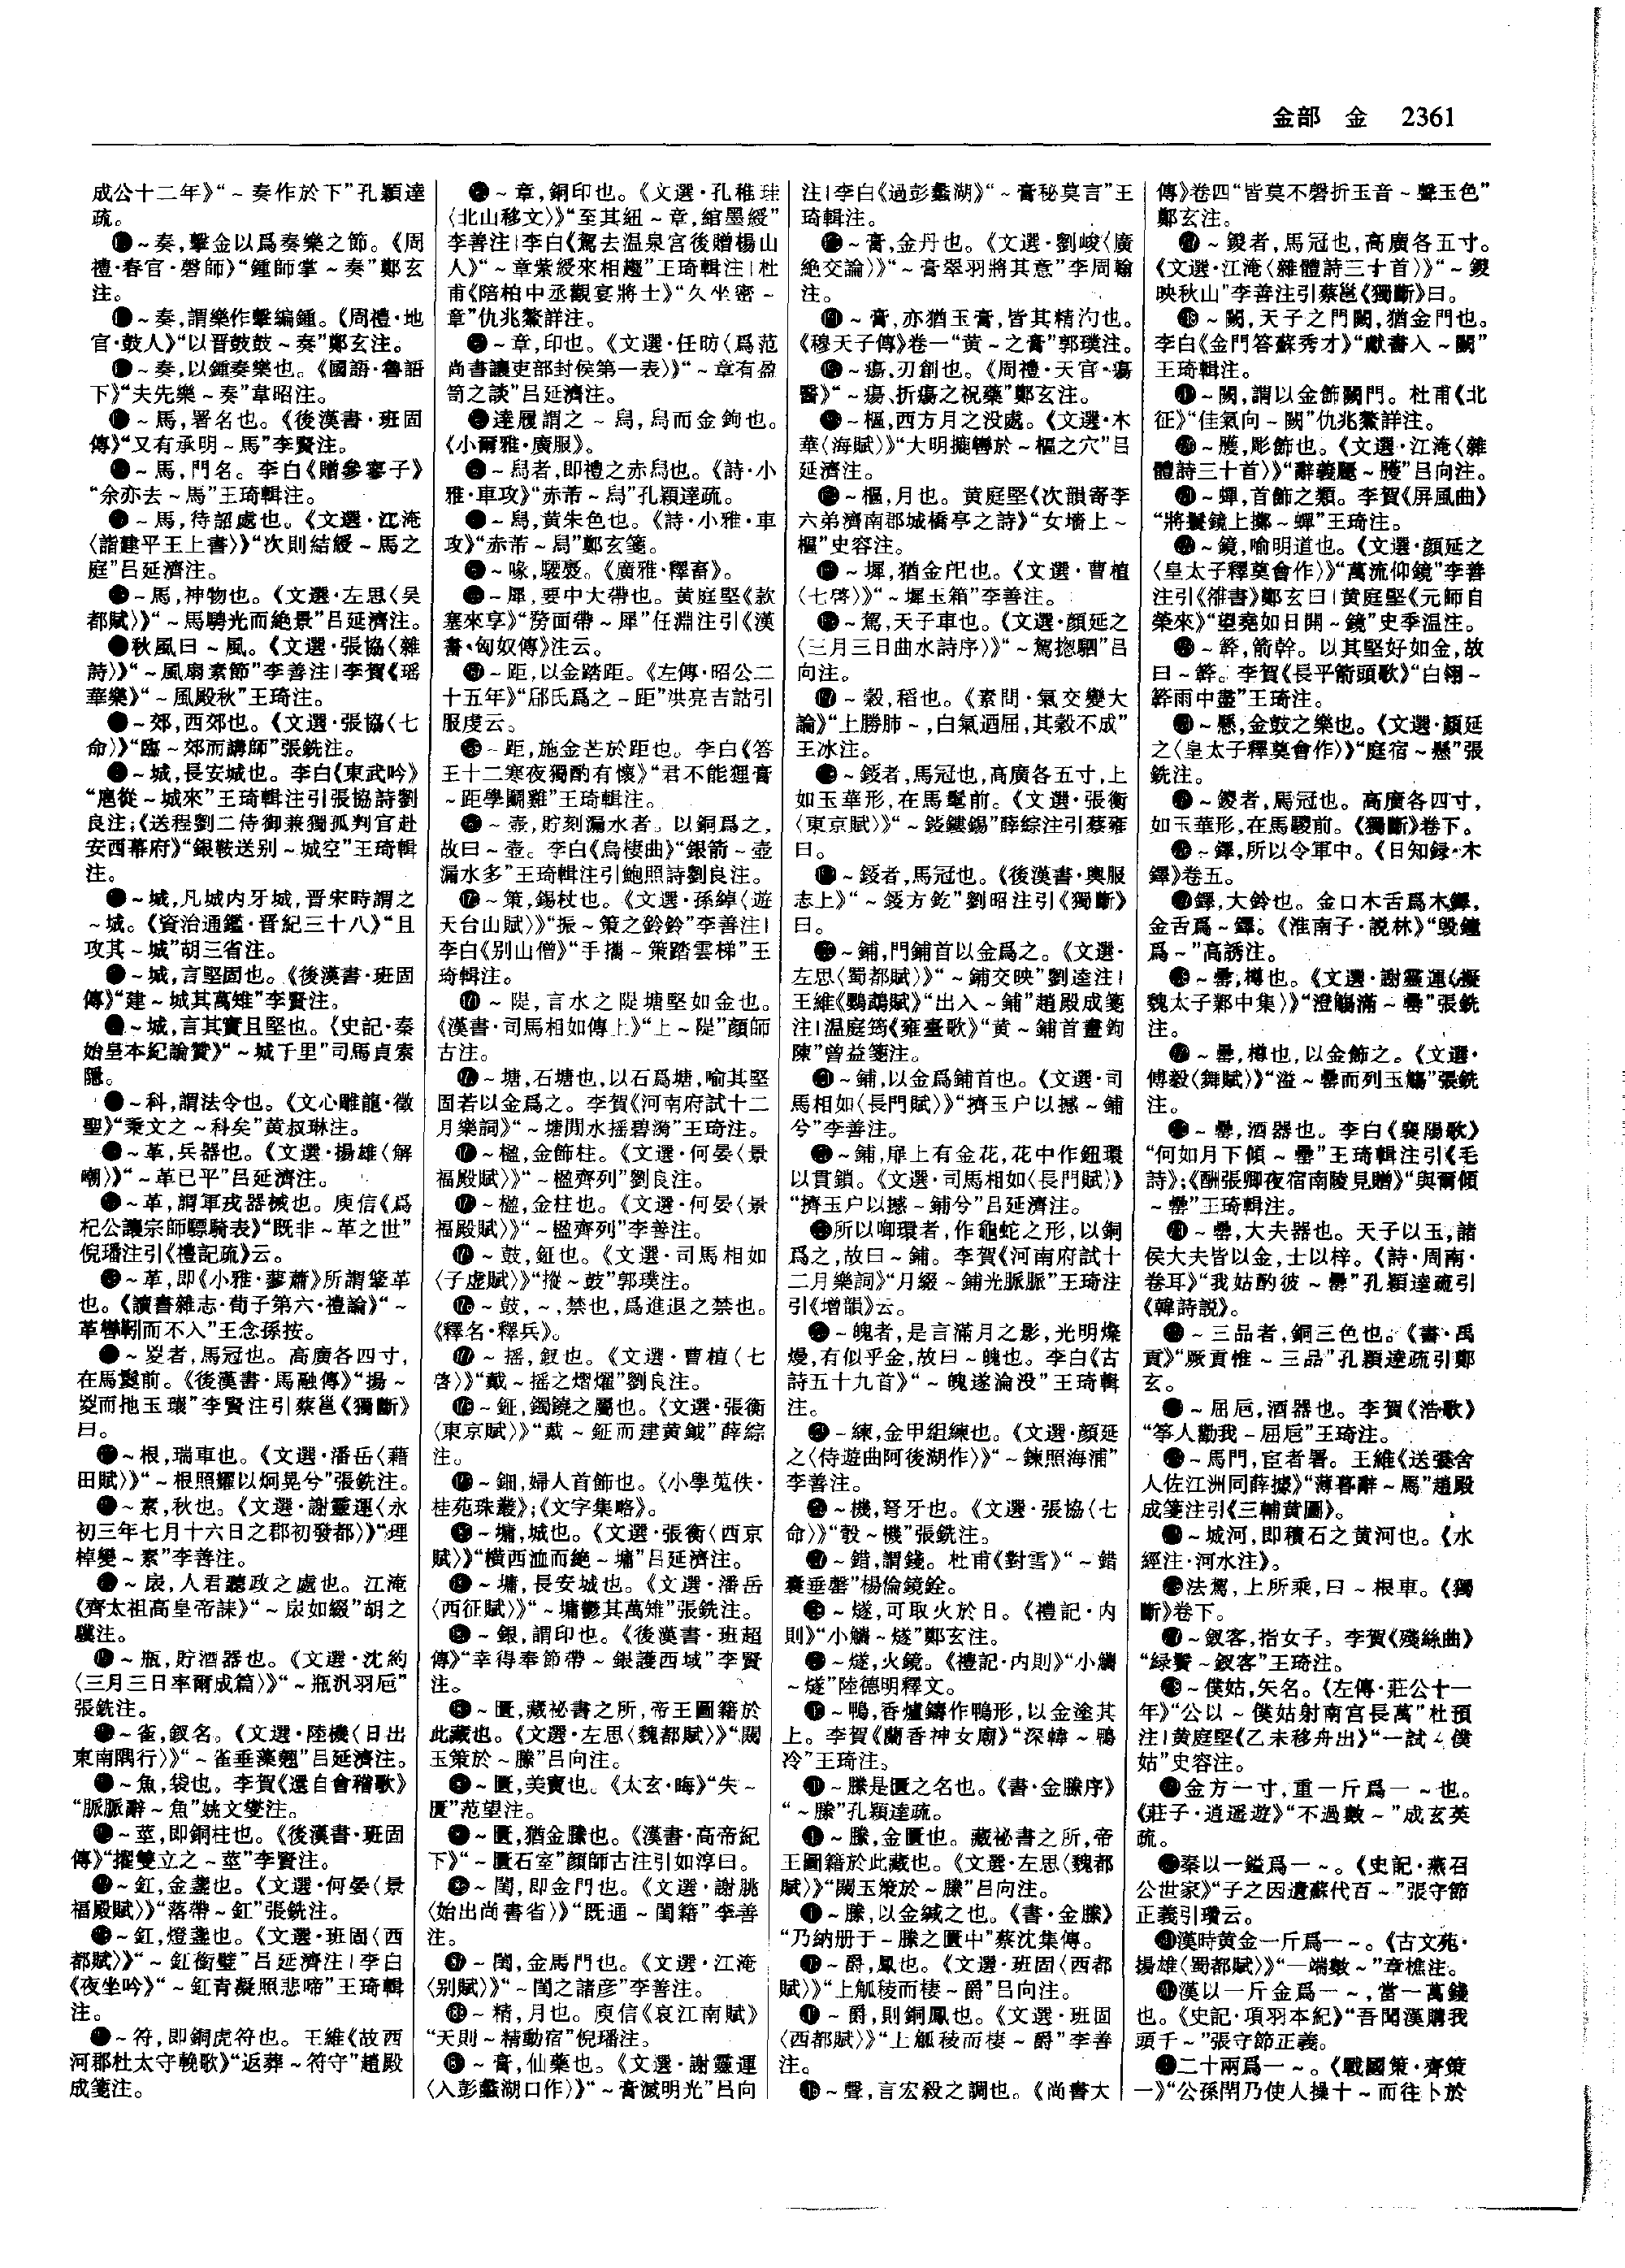 金部 金 2361
成公十二年》“～奏作於下”孔穎達
疏。
～奏,擊金以爲奏樂之節。《周
禮·春官·磬師》“鍾師掌～奏”鄭玄
注。
～奏,謂樂作擊編鍾。《周禮·地
官·鼓人》“以晋鼓鼓～奏”鄭玄注。
～奏,以鍾奏樂也。《國語·魯語
下》“夫先樂～奏”韋昭注。
～馬,署名也。《後漢書·班固
傳》“又有承明～馬”李賢注。
～馬,門名。李白《贈參寥子》
“余亦去～馬”王琦輯注。
～馬,待詔處也。《文選·江淹
〈詣建平王上書〉》“次則結綬～馬之
庭”吕延濟注。
～馬,神物也。《文選·左思〈吴
都賦〉》“～馬騁光而絶景”吕延濟注。
秋風曰～風。《文選·張協〈雜
詩〉》“～風扇素節”李善注|李賀《瑶
華樂》“～風殿秋”王琦注。
～郊,西郊也。《文選·張協〈七
命〉》“臨～郊而講師”張銑注。
～城,長安城也。李白《東武吟》
“扈從～城來”王琦輯注引張協詩劉
良注;《送程劉二侍御兼獨孤判官赴
安西幕府》“銀鞍送别～城空”王琦輯
注。
～城,凡城内牙城,晋宋時謂之
～城。《資治通鑑·晋紀三十八》“且
攻其～城”胡三省注。
～城,言堅固也。《後漢書·班固
傳》“建～城其萬雉”李賢注。
～城,言其實且堅也。《史記·秦
始皇本紀論贊》“～城千里”司馬貞索
隱。
～科,謂法令也。《文心雕龍·徵
聖》“秉文之～科矣”黄叔琳注。
～革,兵器也。《文選·揚雄〈解
嘲〉》“～革已平”吕延濟注。
～革,謂軍戎器械也。庾信《爲
杞公讓宗師驃騎表》“既非～革之世”
倪璠注引《禮記疏》云。
～革,即《小雅·蓼蕭》所謂鞗革
也。《讀書雜志·荀子第六·禮論》“～
革轡靷而不入”王念孫按。
～㚇者,馬冠也。高廣各四寸,
在馬鬉前。《後漢書·馬融傳》“揚～
㚇而拖玉瓖”李賢注引蔡邕《獨斷》
曰。
～根,瑞車也。《文選·潘岳〈藉
田賦〉》“～根照耀以炯晃兮”張銑注。
～素,秋也。《文選·謝靈運〈永
初三年七月十六日之郡初發都〉》“理
棹變～素”李善注。
～扆,人君聽政之處也。江淹
《齊太祖高皇帝誄》“～扆如綴”胡之
驥注。
～瓶,貯酒器也。《文選·沈約
〈三月三日率爾成篇〉》“～瓶汎羽卮”
張銑注。
～雀,釵名。《文選·陸機〈日出
東南隅行〉》“～雀垂藻翹”吕延濟注。
～魚,袋也。李賀《還自會稽歌》
“脈脈辭～魚”姚文燮注。
～莖,即銅柱也。《後漢書·班固
傳》“擢雙立之～莖”李賢注。
～釭,金盞也。《文選·何晏〈景
福殿賦〉》“落帶～釭”張銑注。
～釭,燈盞也。《文選·班固〈西
都賦〉》“～釭銜璧”吕延濟注|李白
《夜坐吟》“～釭青凝照悲啼”王琦輯
注。
～符,即銅虎符也。王維《故西
河郡杜太守輓歌》“返葬～符守”趙殿
成箋注。
～章,銅印也。《文選·孔稚珪
〈北山移文〉》“至其紐～章,綰墨綬”
李善注|李白《駕去温泉宫後贈楊山
人》“～章紫綬來相趨”王琦輯注|杜
甫《陪柏中丞觀宴將士》“久坐密～
章”仇兆鰲詳注。
～章,印也。《文選·任昉〈爲范
尚書讓吏部封侯第一表〉》“～章有盈
笥之談”吕延濟注。
達履謂之～舄,舄而金鉤也。
《小爾雅·廣服》。
～舄者,即禮之赤舄也。《詩·小
雅·車攻》“赤芾～舄”孔穎達疏。
～舄,黄朱色也。《詩·小雅·車
攻》“赤芾～舄”鄭玄箋。
～喙,騕褭。《廣雅·釋畜》。
～犀,要中大帶也。黄庭堅《款
塞來享》“勞面帶～犀”任淵注引《漢
書·匈奴傳》注云。
～距,以金踏距。《左傳·昭公二
十五年》“郈氏爲之～距”洪亮吉詁引
服虔云。
～距,施金芒於距也。李白《答
王十二寒夜獨酌有懷》“君不能狸膏
～距學鬭雞”王琦輯注。
～壺,貯刻漏水者。以銅爲之,
故曰～壺。李白《烏棲曲》“銀箭～壺
漏水多”王琦輯注引鮑照詩劉良注。
～策,錫杖也。《文選·孫綽〈遊
天台山賦〉》“振～策之鈴鈴”李善注|
李白《别山僧》“手攜～策踏雲梯”王
琦輯注。
～隄,言水之隄塘堅如金也。
《漢書·司馬相如傳上》“上～隄”顔師
古注。
～塘,石塘也,以石爲塘,喻其堅
固若以金爲之。李賀《河南府試十二
月樂詞》“～塘閒水摇碧漪”王琦注。
～楹,金飾柱。《文選·何晏〈景
福殿賦〉》“～楹齊列”劉良注。
～楹,金柱也。《文選·何晏〈景
福殿賦〉》“～楹齊列”李善注。
～鼓,鉦也。《文選·司馬相如
〈子虚賦〉》“摐～鼓”郭璞注。
～鼓,～,禁也,爲進退之禁也。
《釋名·釋兵》。
～摇,釵也。《文選·曹植〈七
啓〉》“戴～摇之熠燿”劉良注。
～鉦,鐲鐃之屬也。《文選·張衡
〈東京賦〉》“戴～鉦而建黄鉞”薛綜
注。
～鈿,婦人首飾也。《小學蒐佚·
桂苑珠叢》;《文字集略》。
～墉,城也。《文選·張衡〈西京
賦〉》“横西洫而絶～墉”吕延濟注。
～墉,長安城也。《文選·潘岳
〈西征賦〉》“～墉鬱其萬雉”張銑注。
～銀,謂印也。《後漢書·班超
傳》“幸得奉節帶～銀護西域”李賢
注。
～匱,藏祕書之所,帝王圖籍於
此藏也。《文選·左思〈魏都賦〉》“闚
玉策於～縢”吕向注。
～匱,美寶也。《太玄·晦》“失～
匱”范望注。
～匱,猶金縢也。《漢書·高帝紀
下》“～匱石室”顔師古注引如淳曰。
～閨,即金門也。《文選·謝朓
〈始出尚書省〉》“既通～閨籍”李善
注。
～閨,金馬門也。《文選·江淹
〈别賦〉》“～閨之諸彦”李善注。
～精,月也。庾信《哀江南賦》
“天則～精動宿”倪璠注。
～膏,仙藥也。《文選·謝靈運
〈入彭蠡湖口作〉》“～膏滅明光”吕向
注|李白《過彭蠡湖》“～膏秘莫言”王
琦輯注。
～膏,金丹也。《文選·劉峻〈廣
絶交論〉》“～膏翠羽將其意”李周翰
注。
～膏,亦猶玉膏,皆其精汋也。
《穆天子傳》卷一“黄～之膏”郭璞注。
～瘍,刃創也。《周禮·天官·瘍
醫》“～瘍、折瘍之祝藥”鄭玄注。
～樞,西方月之没處。《文選·木
華〈海賦〉》“大明摭轡於～樞之穴”吕
延濟注。
～樞,月也。黄庭堅《次韻寄李
六弟濟南郡城橋亭之詩》“女墻上～
樞”史容注。
～墀,猶金戺也。《文選·曹植
〈七啓〉》“～墀玉箱”李善注。
～駕,天子車也。《文選·顔延之
〈三月三日曲水詩序〉》“～駕揔駟”吕
向注。
～穀,稻也。《素問·氣交變大
論》“上勝肺～,白氣迺屈,其穀不成”
王冰注。
～鋄者,馬冠也,高廣各五寸,上
如玉華形,在馬髦前。《文選·張衡
〈東京賦〉》“～鋄鏤鍚”薛綜注引蔡雍
曰。
～鋄者,馬冠也。《後漢書·輿服
志上》“～鋄方釳”劉昭注引《獨斷》
曰。
～鋪,門鋪首以金爲之。《文選·
左思〈蜀都賦〉》“～鋪交映”劉逵注|
王維《鸚鵡賦》“出入～鋪”趙殿成箋
注|温庭筠《雍臺歌》“黄～鋪首畫鉤
陳”曾益箋注。
～鋪,以金爲鋪首也。《文選·司
馬相如〈長門賦〉》“擠玉户以撼～鋪
兮”李善注。
～鋪,扉上有金花,花中作鈕環
以貫鎖。《文選·司馬相如〈長門賦〉》
“擠玉户以撼～鋪兮”吕延濟注。
所以啣環者,作龜蛇之形,以銅
爲之,故曰～鋪。李賀《河南府試十
二月樂詞》“月綴～鋪光脈脈”王琦注
引《增韻》云。
～魄者,是言滿月之影,光明燦
爛,有似乎金,故曰～魄也。李白《古
詩五十九首》“～魄遂淪没”王琦輯
注。
～練,金甲組練也。《文選·顔延
之〈侍遊曲阿後湖作〉》“～鍊照海浦”
李善注。
～機,弩牙也。《文選·張協〈七
命〉》“彀～機”張銑注。
～錯,謂錢。杜甫《對雪》“～錯
囊垂罄”楊倫鏡銓。
～燧,可取火於日。《禮記·内
則》“小觿～燧”鄭玄注。
～燧,火鏡。《禮記·内則》“小觿
～燧”陸德明釋文。
～鴨,香爐鑄作鴨形,以金塗其
上。李賀《蘭香神女廟》“深幃～鴨
冷”王琦注。
～縢是匱之名也。《書·金縢序》
“～縢”孔穎達疏。
～縢,金匱也。藏祕書之所,帝
王圖籍於此藏也。《文選·左思〈魏都
賦〉》“闚玉策於～縢”吕向注。
～縢,以金緘之也。《書·金縢》
“乃納册于～縢之匱中”蔡沈集傳。
～爵,鳳也。《文選·班固〈西都
賦〉》“上觚稜而棲～爵”吕向注。
～爵,則銅鳳也。《文選·班固
〈西都賦〉》“上觚稜而棲～爵”李善
注。
～聲,言宏殺之調也。《尚書大
傳》卷四“皆莫不磬折玉音～聲玉色”
鄭玄注。
～鍐者,馬冠也,高廣各五寸。
《文選·江淹〈雜體詩三十首〉》“～鍐
映秋山”李善注引蔡邕《獨斷》曰。
～闕,天子之門闕,猶金門也。
李白《金門答蘇秀才》“獻書入～闕”
王琦輯注。
～闕,謂以金飾闕門。杜甫《北
征》“佳氣向～闕”仇兆鰲詳注。
～雘,彫飾也。《文選·江淹〈雜
體詩三十首〉》“辭義麗～雘”吕向注。
～蟬,首飾之類。李賀《屏風曲》
“將鬟鏡上擲～蟬”王琦注。
～鏡,喻明道也。《文選·顔延之
〈皇太子釋奠會作〉》“萬流仰鏡”李善
注引《雒書》鄭玄曰|黄庭堅《元師自
榮來》“望堯如日開～鏡”史季温注。
～簳,箭幹。以其堅好如金,故
曰～簳。李賀《長平箭頭歌》“白翎～
簳雨中盡”王琦注。
～懸,金鼓之樂也。《文選·顔延
之〈皇太子釋奠會作〉》“庭宿～懸”張
銑注。
～鍐者,馬冠也。高廣各四寸,
如玉華形,在馬騣前。《獨斷》卷下。
～鐸,所以令軍中。《日知録·木
鐸》卷五。
鐸,大鈴也。金口木舌爲木鐸,
金舌爲～鐸。《淮南子·説林》“毁鐘
爲～”高誘注。
～罍,樽也。《文選·謝靈運〈擬
魏太子鄴中集〉》“澄觴滿～罍”張銑
注。
～罍,樽也,以金飾之。《文選·
傅毅〈舞賦〉》“溢～罍而列玉觴”張銑
注。
～罍,酒器也。李白《襄陽歌》
“何如月下傾～罍”王琦輯注引《毛
詩》;《酬張卿夜宿南陵見贈》“與爾傾
～罍”王琦輯注。
～罍,大夫器也。天子以玉,諸
侯大夫皆以金,士以梓。《詩·周南·
卷耳》“我姑酌彼～罍”孔穎達疏引
《韓詩説》。
～三品者,銅三色也。《書·禹
貢》“厥貢惟～三品”孔穎達疏引鄭
玄。
～屈卮,酒器也。李賀《浩歌》
“筝人勸我～屈卮”王琦注。
～馬門,宦者署。王維《送張舍
人佐江洲同薛據》“薄暮辭～馬”趙殿
成箋注引《三輔黄圖》。
～城河,即積石之黄河也。《水
經注·河水注》。
法駕,上所乘,曰～根車。《獨
斷》卷下。
～釵客,指女子。李賀《殘絲曲》
“緑鬢～釵客”王琦注。
～僕姑,矢名。《左傳·莊公十一
年》“公以～僕姑射南宫長萬”杜預
注|黄庭堅《乙未移舟出》“一試～僕
姑”史容注。
金方一寸,重一斤爲一～也。
《莊子·逍遥遊》“不過數～”成玄英
疏。
秦以一鎰爲一～。《史記·燕召
公世家》“子之因遺蘇代百～”張守節
正義引瓚云。
漢時黄金一斤爲一～。《古文苑·
揚雄〈蜀都賦〉》“一端數～”章樵注。
漢以一斤金爲一～,當一萬錢
也。《史記·項羽本紀》“吾聞漢購我
頭千～”張守節正義。
二十兩爲一～。《戰國策·齊策
一》“公孫閈乃使人操十～而往卜於